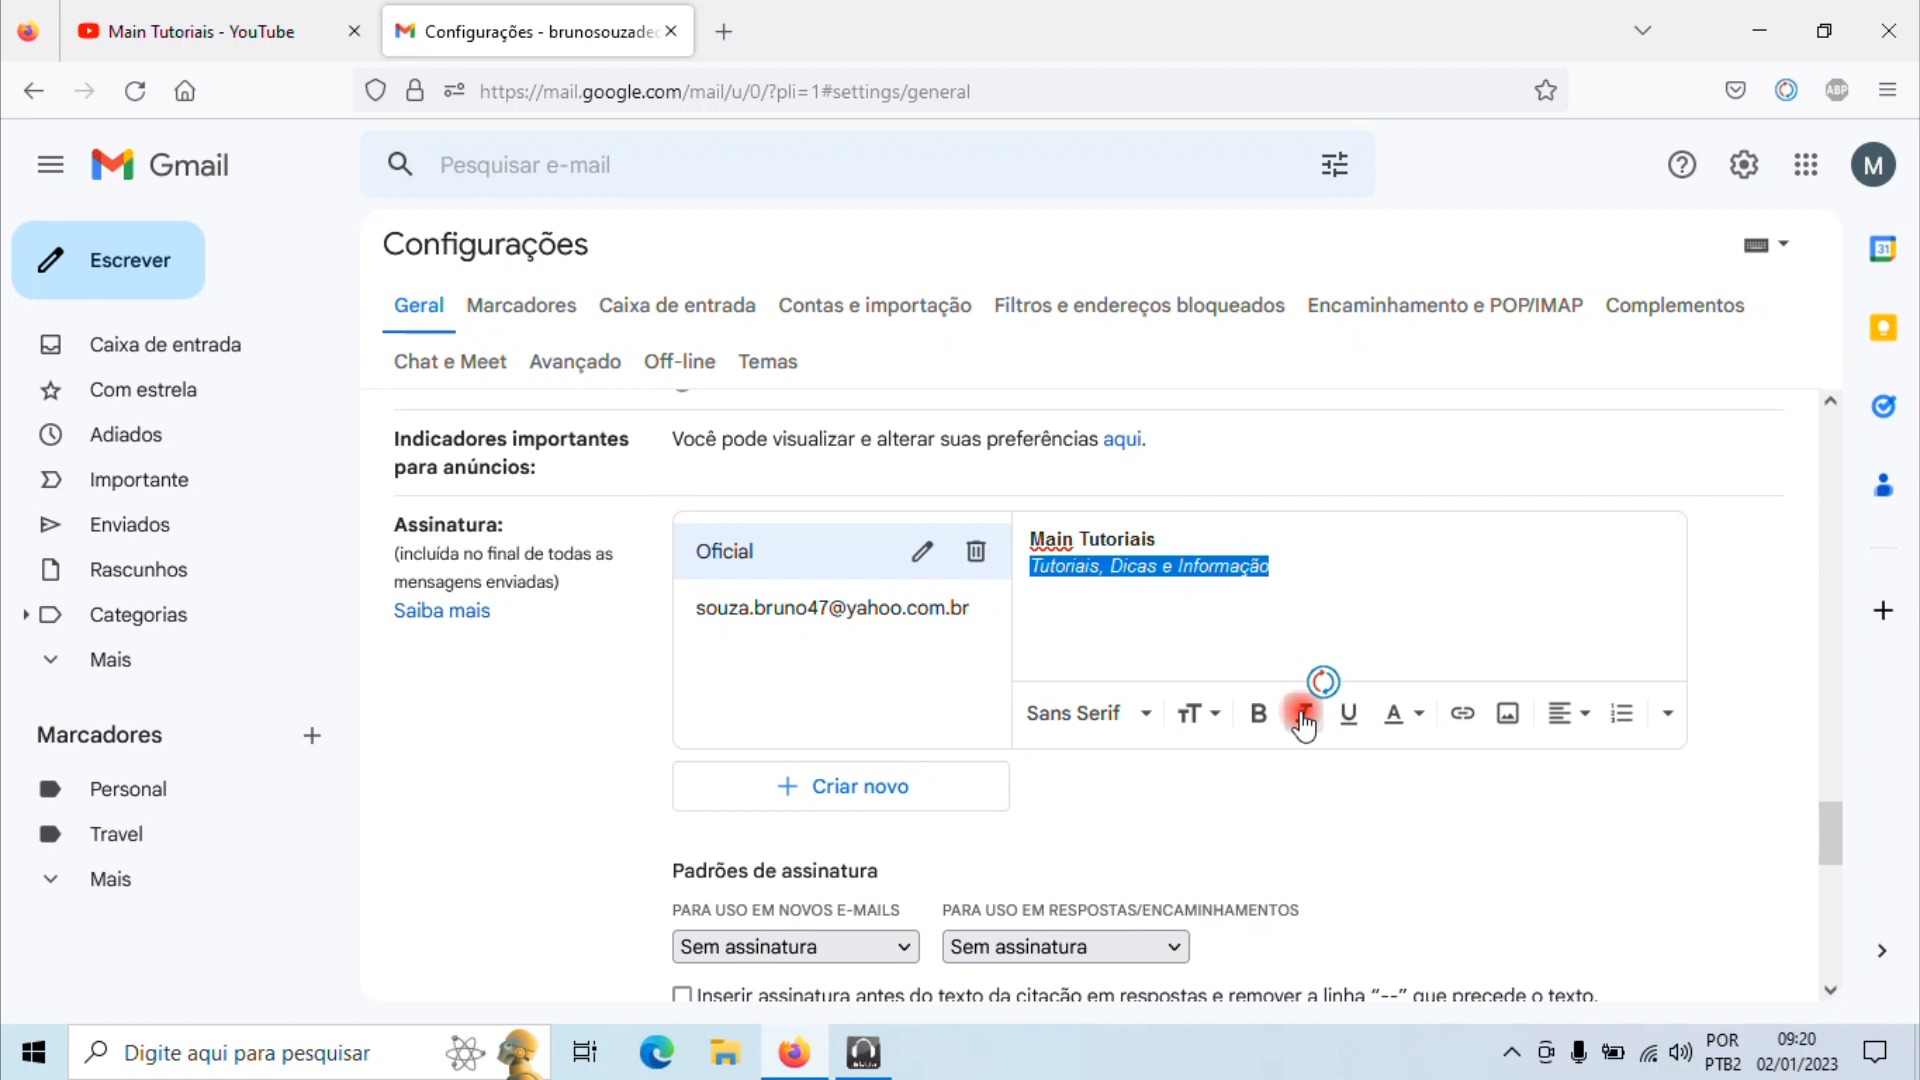 Main Tutoriais - YouTube
Configurações - brunosouzadec
https://mail.google.com/mail/u/0/?pli=1#settings/general
ABP
Gmail
Pesquisar e-mail
M
Escrever
Configurações
31
Geral Marcadores Caixa de entrada Contas e importação Filtros e endereços bloqueados Encaminhamento e POP/IMAP Complementos
Chat e Meet Avançado Off-line Temas
Caixa de entrada
Com estrela
Adiados
Importante
Enviados
Rascunhos
Categorias
Mais
Marcadores
Personal
Travel
Mais
Indicadores importantes
para anúncios:
Você pode visualizar e alterar suas preferências aqui.
Assinatura:
(incluída no final de todas as
mensagens enviadas)
Saiba mais
Oficial
souza.bruno47@yahoo.com.br
Main Tutoriais
Tutoriais, Dicas e Informação
Sans Serif
Criar novo
Padrões de assinatura
PARA USO EM NOVOS E-MAILS PARA USO EM RESPOSTAS/ENCAMINHAMENTOS
Sem assinatura Sem assinatura
Inserir assinatura antes do texto da citação em respostas e remover a linha “--” que precede o texto.
Digite aqui para pesquisar
POR
PTB2
09:20
02/01/2023